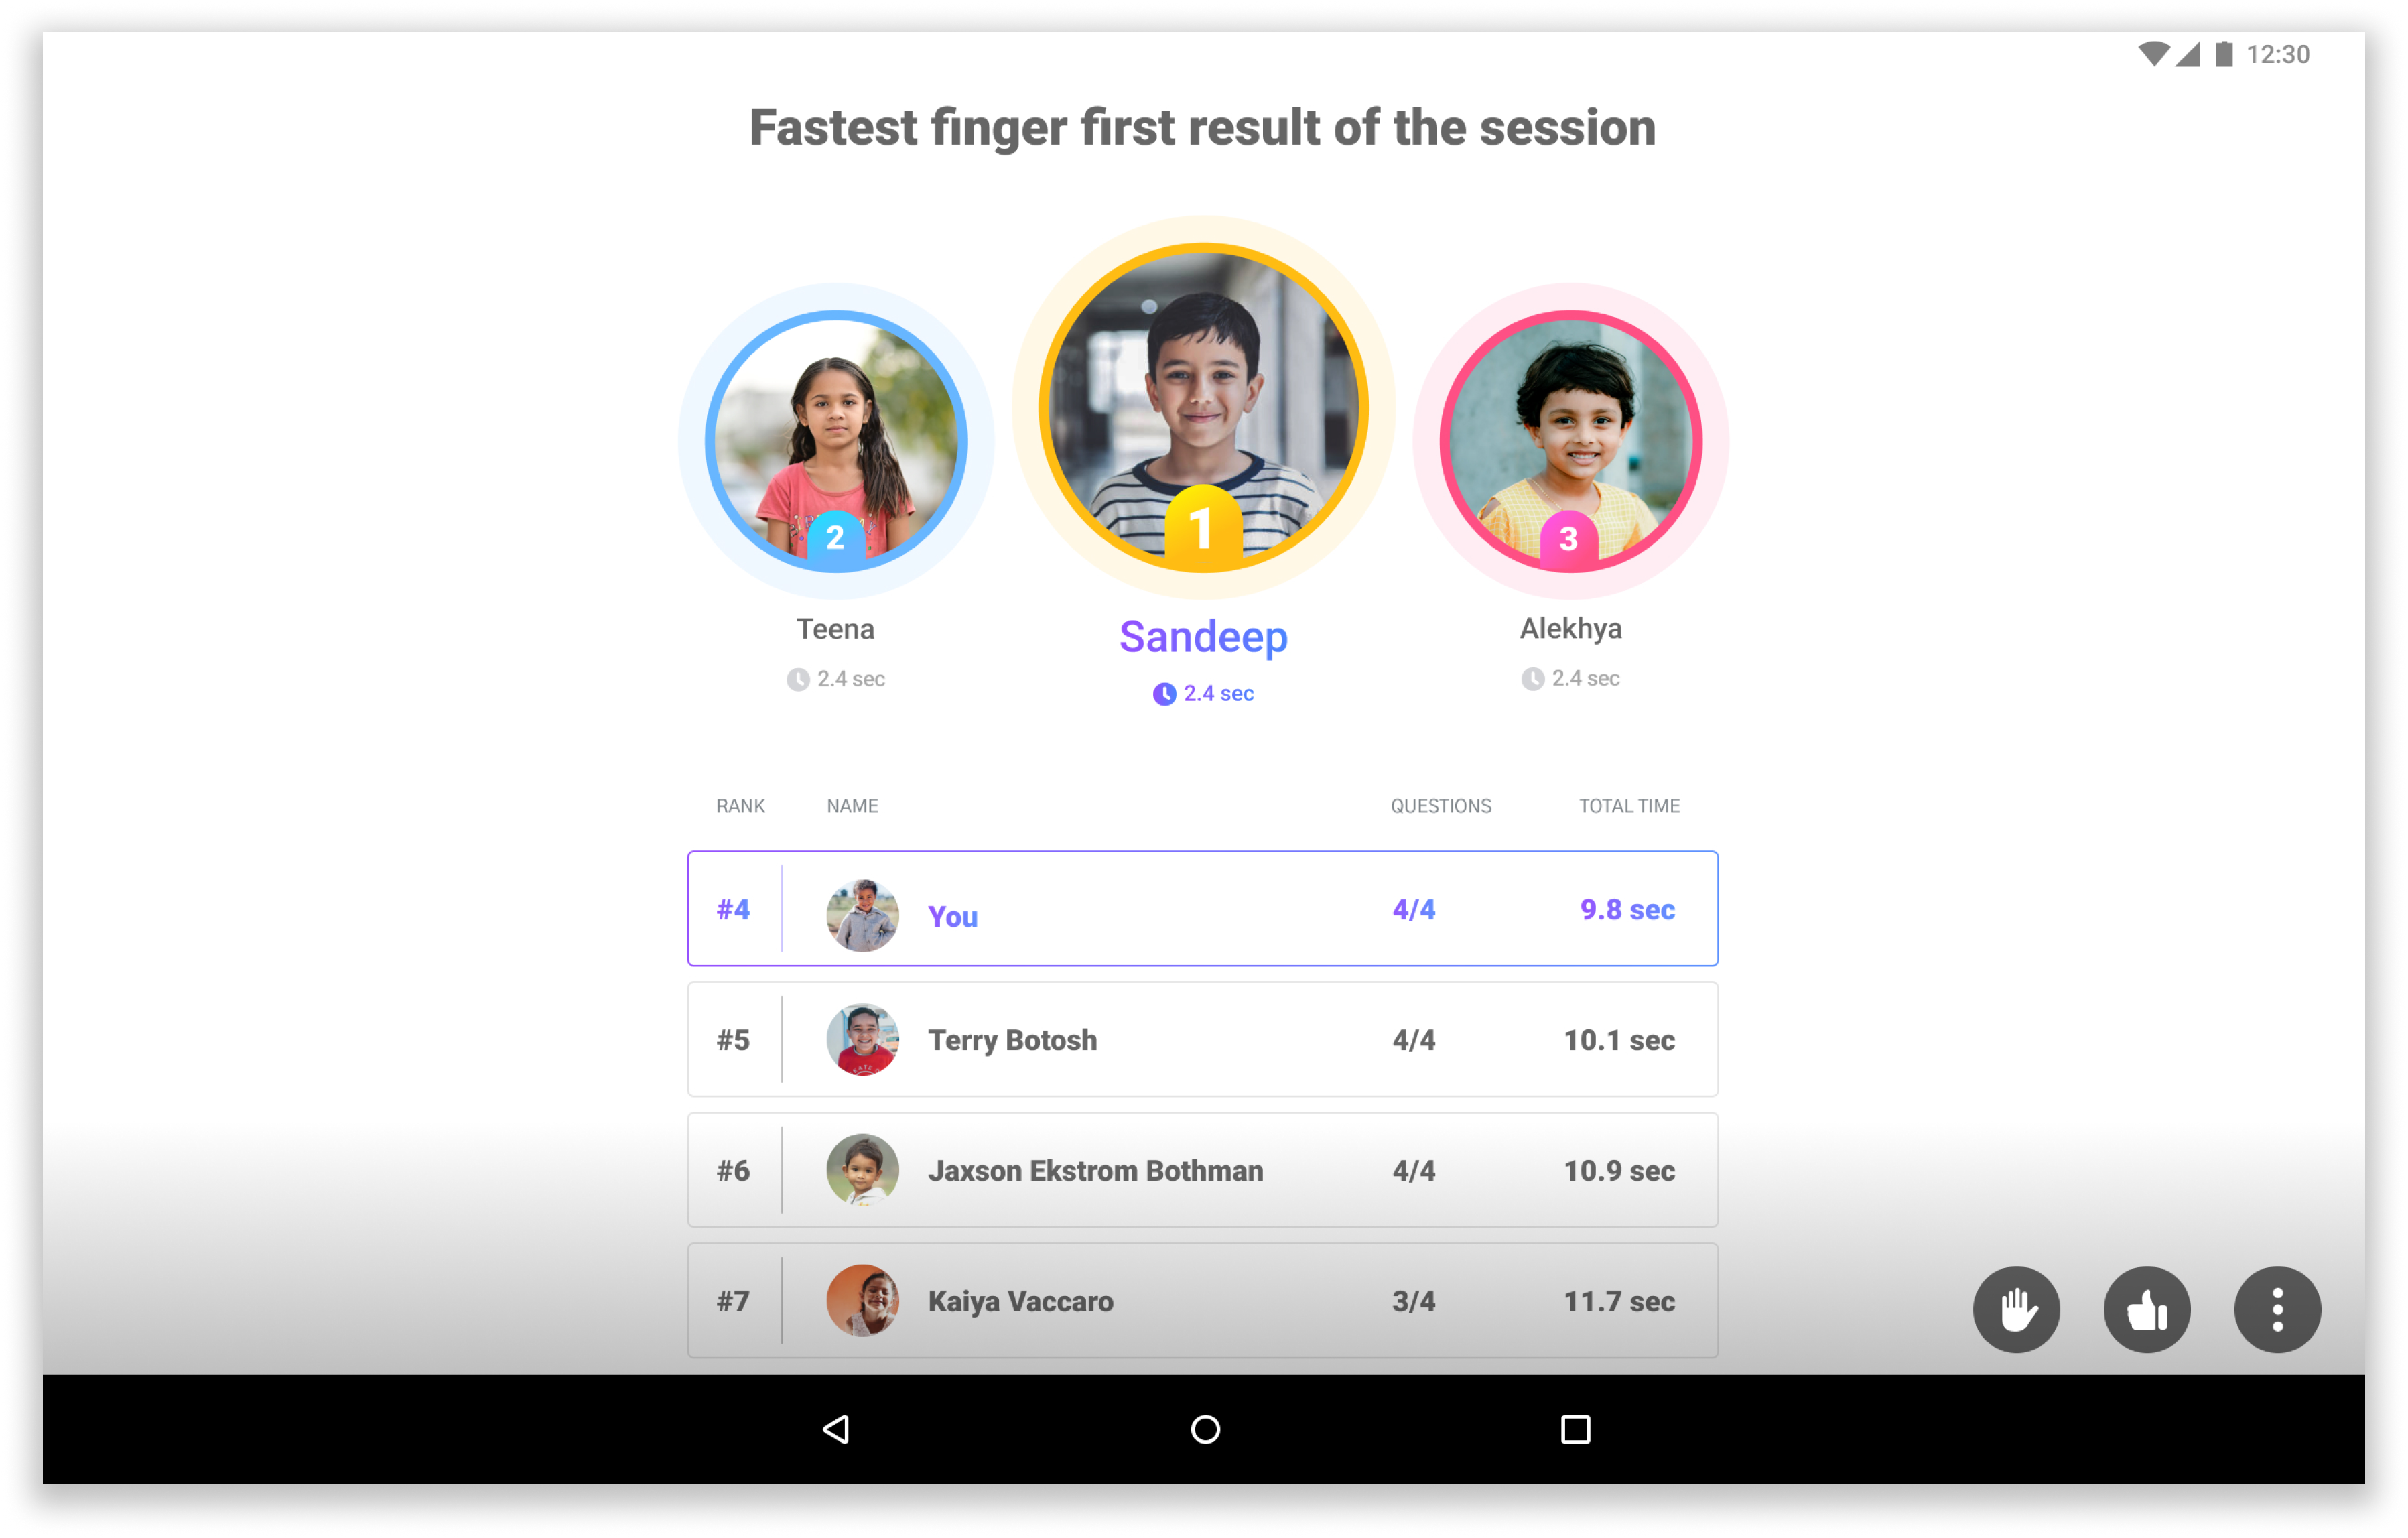 12:30
Fastest finger first result of the session
2
1
3
Teena
Sandeep
Alekhya
2.4 sec
2.4 sec
2.4 sec
RANK NAME QUESTIONS TOTAL TIME
#4 You 4/4 9.8 sec
#5 Terry Botosh 4/4 10.1 sec
#6 Jaxson Ekstrom Bothman 4/4 10.9 sec
#7 Kaiya Vaccaro 3/4 11.7 sec